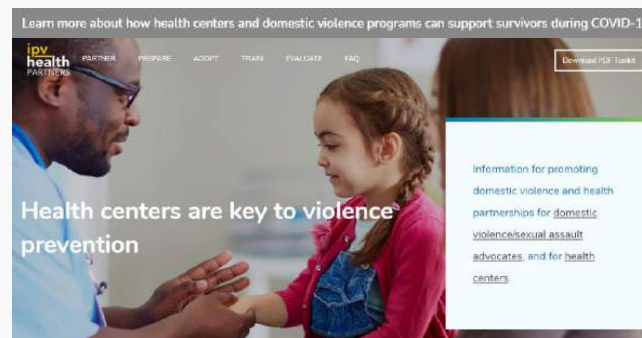 Learn more about how health centers and domestic violence programs can support survivors during COVID-1
ipv
health
PARTNERS
PARTNER PREPARE ADOPT TRAIN EVALUATE FAQ
Download PDF Toolkit
Information for promoting
domestic violence and health
partnerships for domestic
violence/sexual assault
advocates, and for health
centers.
Health centers are key to violence
prevention